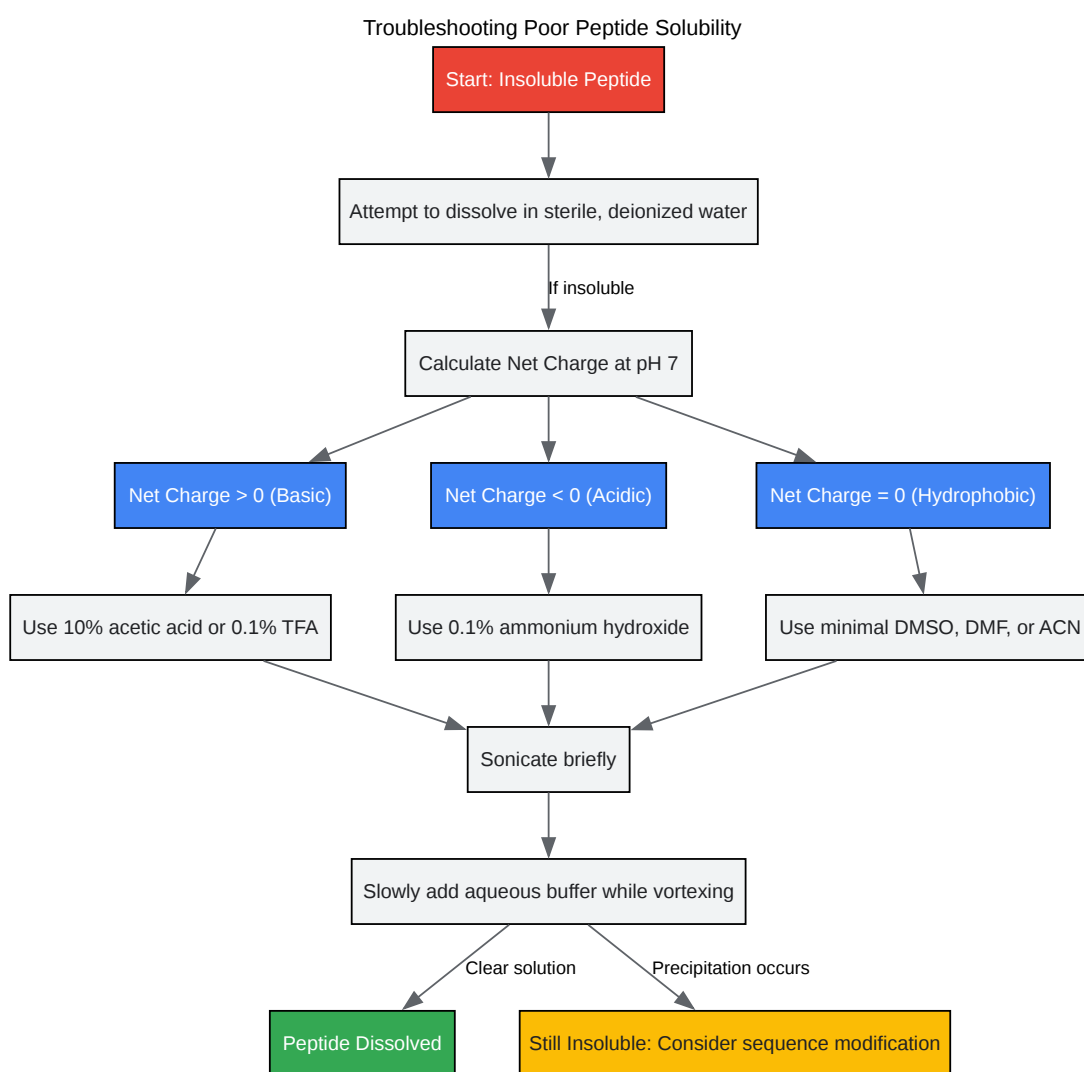 Troubleshooting Poor Peptide Solubility
Start: Insoluble Peptide
Attempt to dissolve in sterile, deionized water
If insoluble
Calculate Net Charge at pH 7
Net Charge > 0 (Basic)
Net Charge < 0 (Acidic)
Net Charge = 0 (Hydrophobic)
Use 10% acetic acid or 0.1% TFA
Use 0.1% ammonium hydroxide
Use minimal DMSO, DMF, or ACN
Sonicate briefly
Slowly add aqueous buffer while vortexing
Clear solution
Precipitation occurs
Peptide Dissolved
Still Insoluble: Consider sequence modification